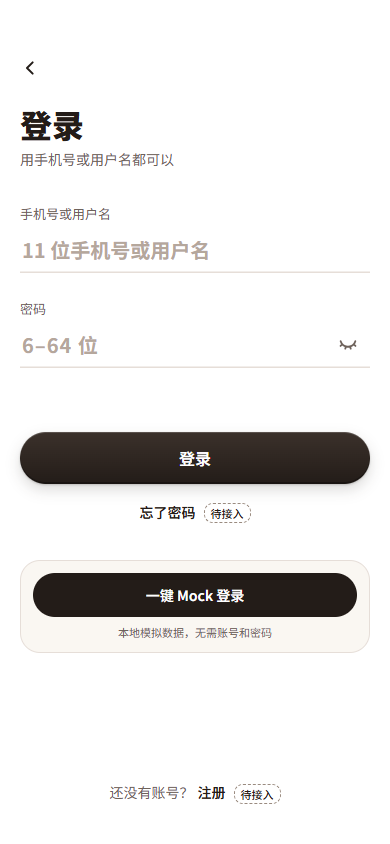 登录
用手机号或用户名都可以
手机号或用户名
11 位手机号或用户名
密码
6–64 位
登录
忘了密码 待接入
一键 Mock 登录
本地模拟数据，无需账号和密码
还没有账号？ 注册 待接入